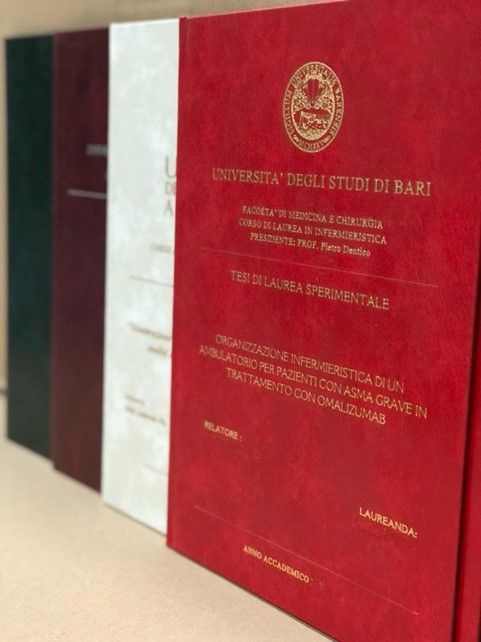 UNIVERSITA' DEGLI STUDI DI BARI
FACOLTA' DI MEDICINA E CHIRURGIA
CORSO DI LAUREA IN INFERMIERISTICA
PRESIDENTE: PROF. Pietro Dentico
TESI DI LAUREA SPERIMENTALE
ORGANIZZAZIONE INFERMIERISTICA DI UN
AMBULATORIO PER PAZIENTI CON ASMA GRAVE IN
TRATTAMENTO CON OMALIZUMAB
RELATORE :
LAUREANDA:
ANNO ACCADEMICO :